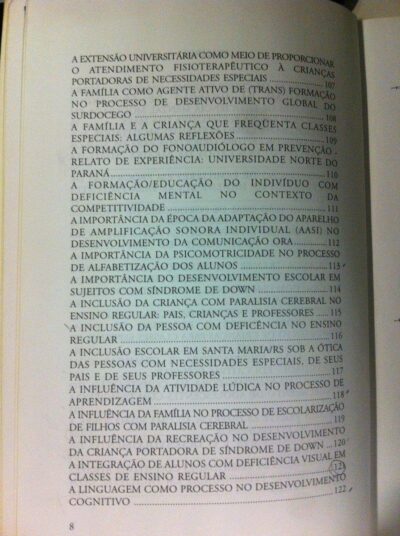 A EXTENSÃO UNIVERSITÁRIA COMO MEIO DE PROPORCIONAR
O ATENDIMENTO FISIOTERAPÊUTICO À CRIANÇAS
PORTADORAS DE NECESSIDADES ESPECIAIS ................... 107
A FAMÍLIA COMO AGENTE ATIVO DE (TRANS) FORMAÇÃO
NO PROCESSO DE DESENVOLVIMENTO GLOBAL DO
SURDOCEGO ................................................ 108
A FAMÍLIA E A CRIANÇA QUE FREQÜENTA CLASSES
ESPECIAIS: ALGUMAS REFLEXÕES ...................... 109
A FORMAÇÃO DO FONOAUDIÓLOGO EM PREVENÇÃO -
RELATO DE EXPERIÊNCIA: UNIVERSIDADE NORTE DO
PARANÁ .................................................... 110
A FORMAÇÃO/EDUCAÇÃO DO INDIVÍDUO COM
DEFICIÊNCIA MENTAL NO CONTEXTO DA
COMPETITIVIDADE ........................................ 111
A IMPORTÂNCIA DA ÉPOCA DA ADAPTAÇÃO DO APARELHO
DE AMPLIFICAÇÃO SONORA INDIVIDUAL (AASI) NO
DESENVOLVIMENTO DA COMUNICAÇÃO ORA ............ 112
A IMPORTÂNCIA DA PSICOMOTRICIDADE NO PROCESSO
DE ALFABETIZAÇÃO DOS ALUNOS ...................... 113
A IMPORTÂNCIA DO DESENVOLVIMENTO ESCOLAR EM
SUJEITOS COM SÍNDROME DE DOWN .................... 114
A INCLUSÃO DA CRIANÇA COM PARALISIA CEREBRAL NO
ENSINO REGULAR: PAIS, CRIANÇAS E PROFESSORES ..... 115
A INCLUSÃO DA PESSOA COM DEFICÊNCIA NO ENSINO
REGULAR .................................................... 116
A INCLUSÃO ESCOLAR EM SANTA MARIA/RS SOB A ÓTICA
DAS PESSOAS COM NECESSIDADES ESPECIAIS, DE SEUS
PAIS E DE SEUS PROFESSORES .......................... 117
A INFLUÊNCIA DA ATIVIDADE LÚDICA NO PROCESSO DE
APRENDIZAGEM ............................................ 118
A INFLUÊNCIA DA FAMÍLIA NO PROCESSO DE ESCOLARIZAÇÃO
DE FILHOS COM PARALISIA CEREBRAL .................. 119
A INFLUÊNCIA DA RECREAÇÃO NO DESENVOLVIMENTO
DA CRIANÇA PORTADORA DE SÍNDROME DE DOWN ... 120
A INTEGRAÇÃO DE ALUNOS COM DEFICIÊNCIA VISUAL EM
CLASSES DE ENSINO REGULAR .......................... 121
A LINGUAGEM COMO PROCESSO NO DESENVOLVIMENTO
COGNITIVO ................................................ 122
8